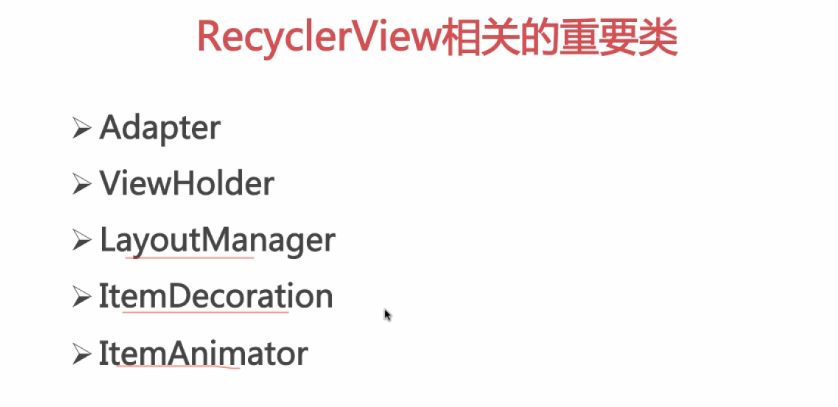 RecyclerView相关的重要类
➢ Adapter
➢ ViewHolder
➢ LayoutManager
➢ ItemDecoration
➢ ItemAnimator